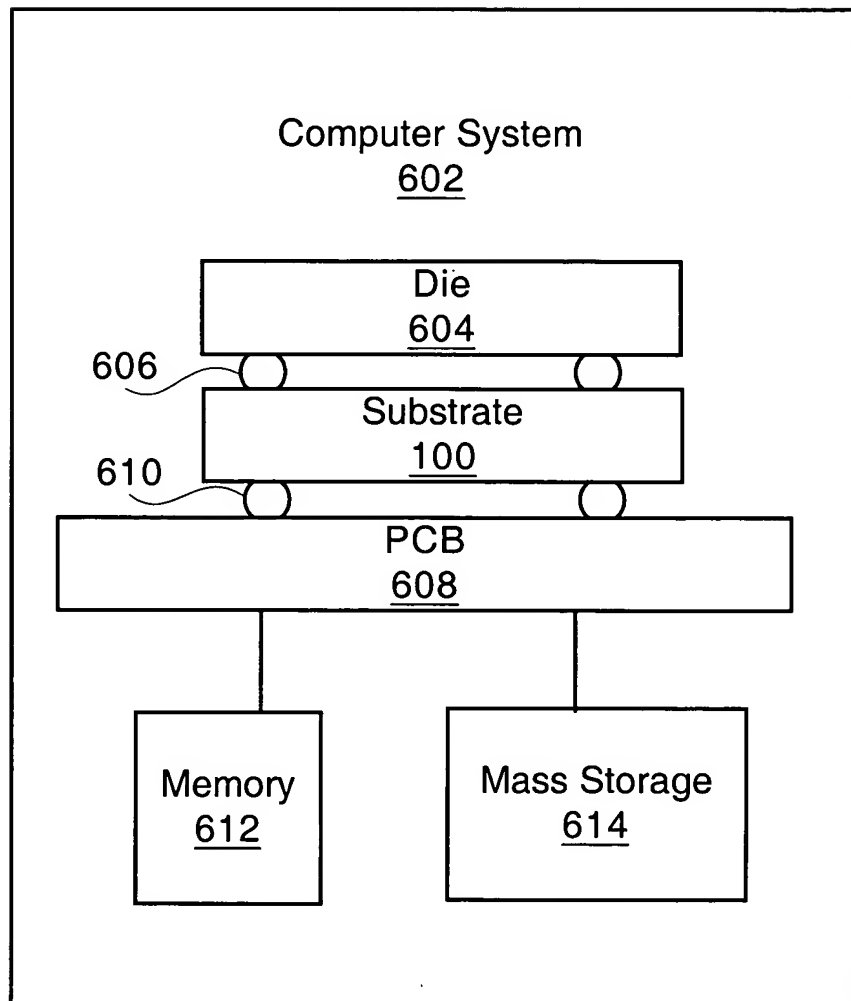 Computer System
602
Die
604
606
Substrate
100
610
PCB
608
Memory
612
Mass Storage
614